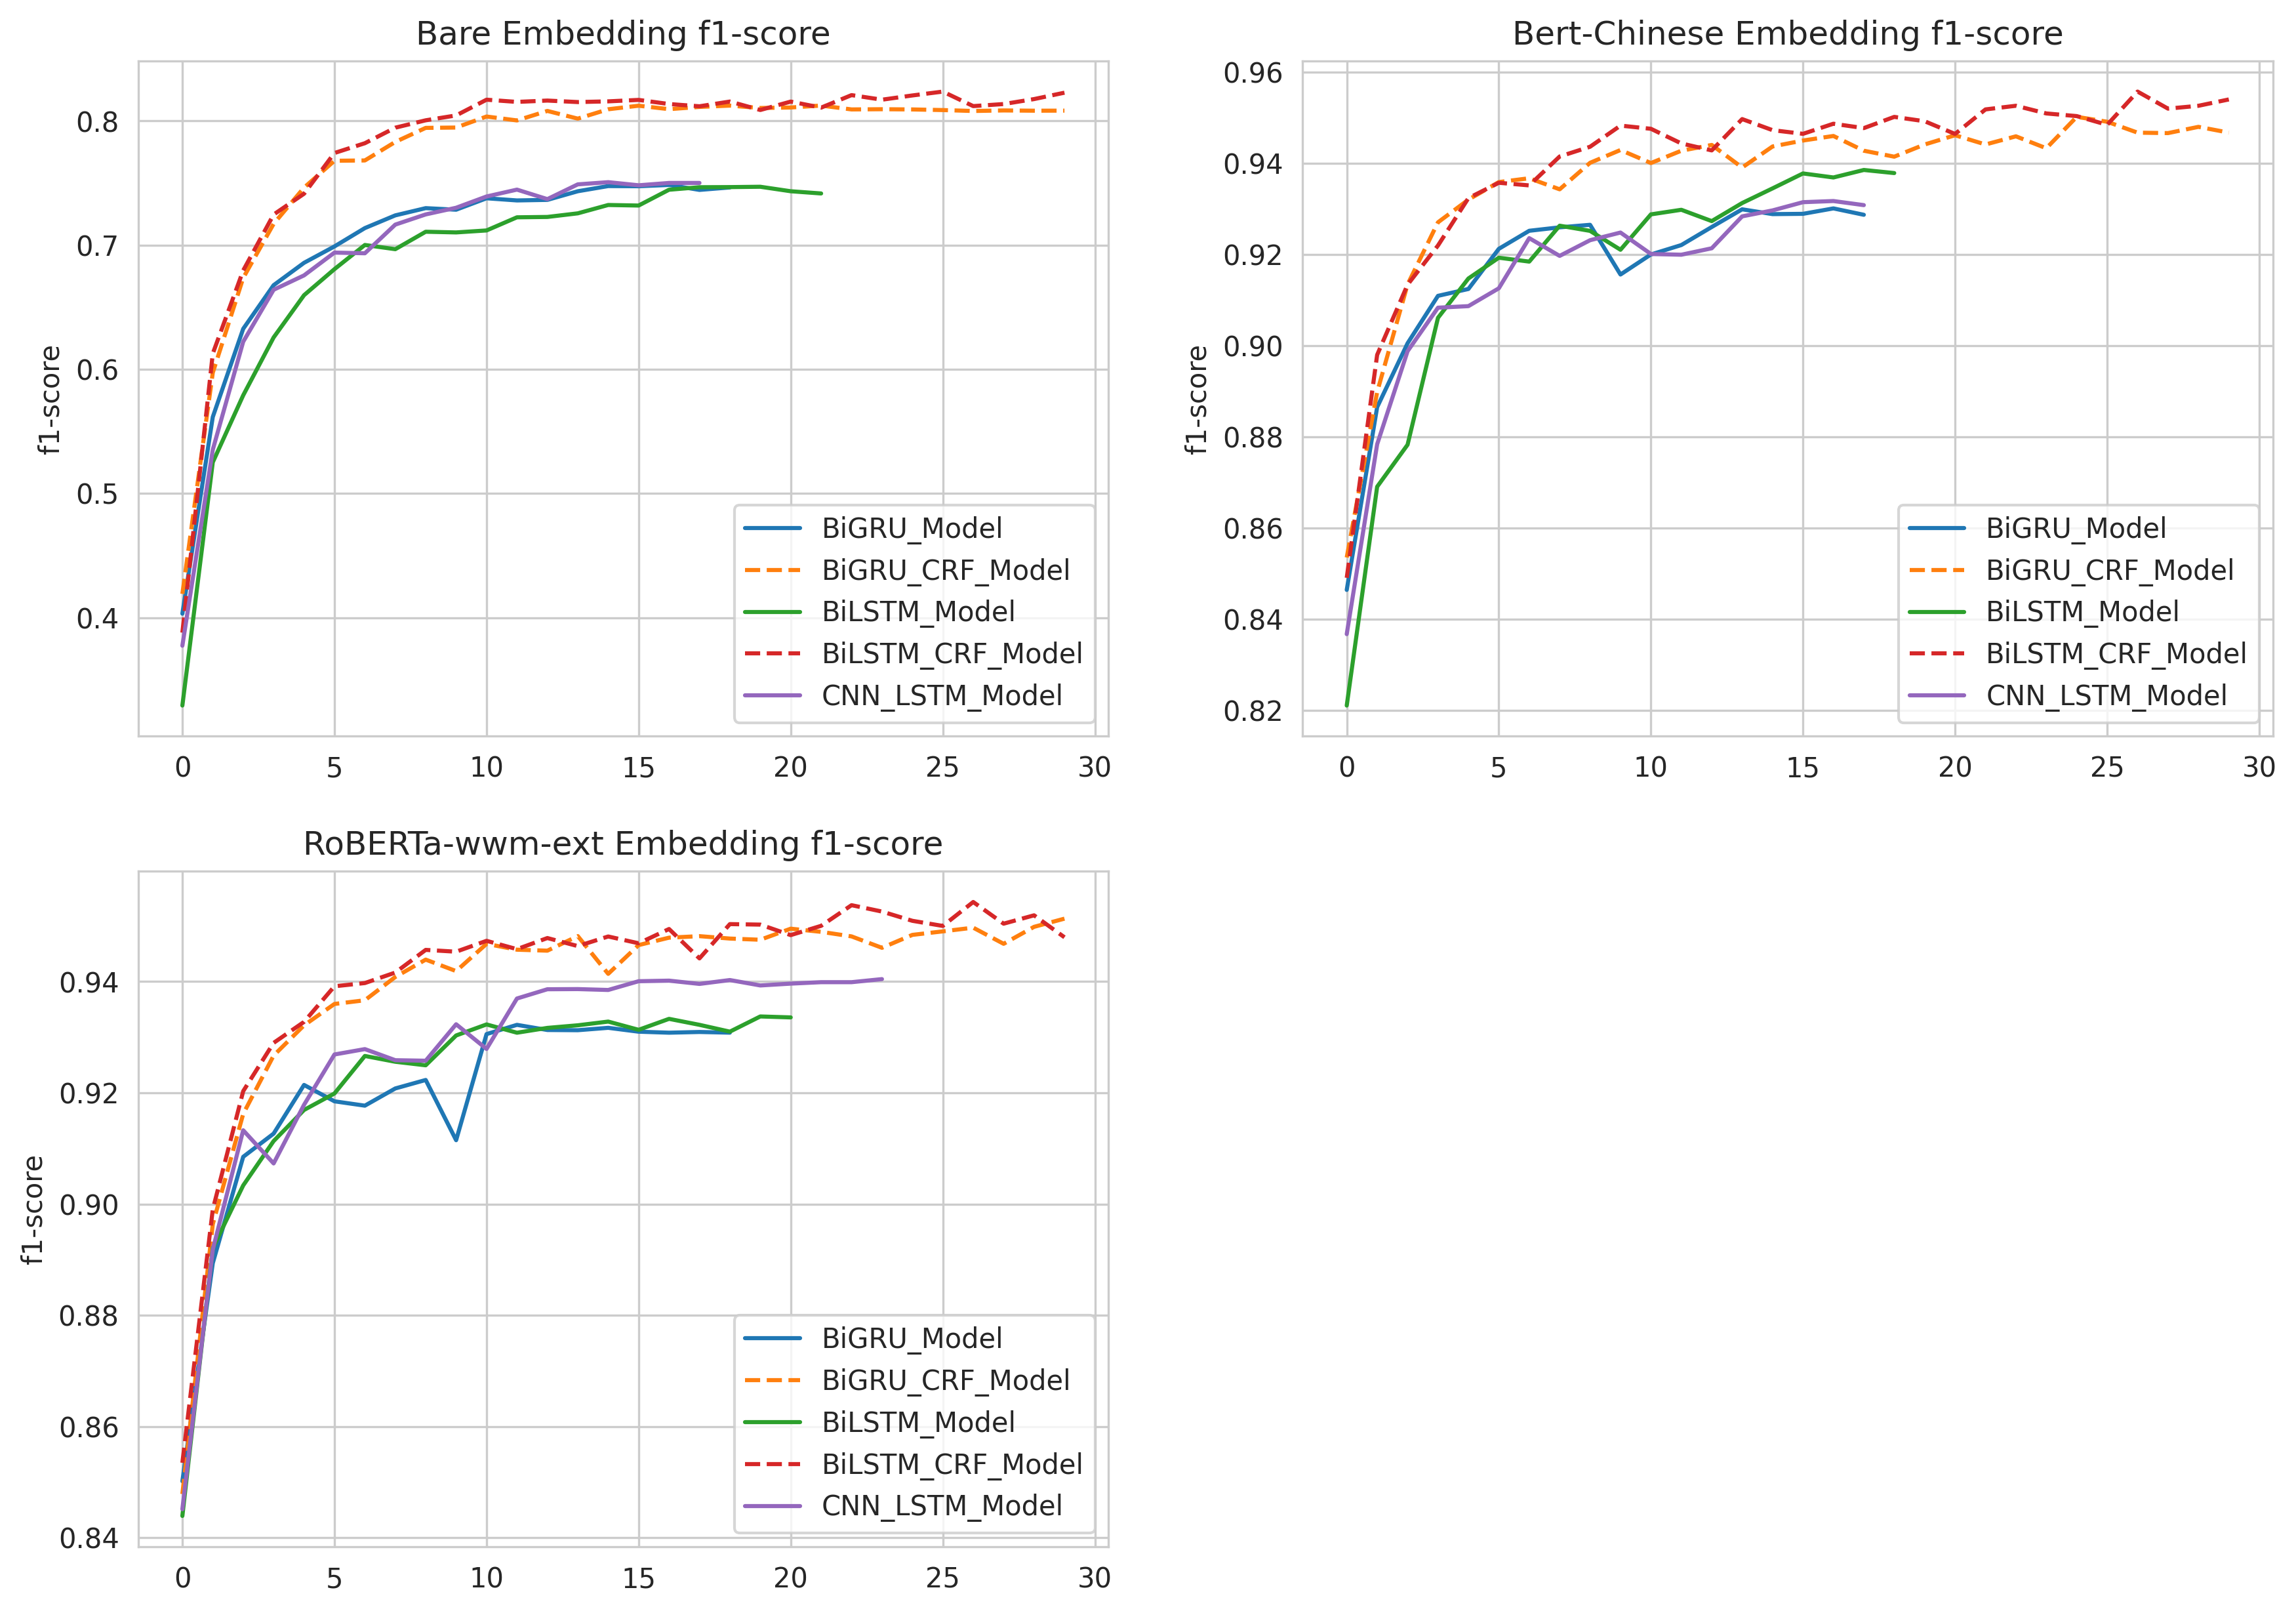 Bare Embedding f1-score
f1-score
0.8
0.7
0.6
0.5
0.4
0 5 10 15 20 25 30
BiGRU_Model
BiGRU_CRF_Model
BiLSTM_Model
BiLSTM_CRF_Model
CNN_LSTM_Model
Bert-Chinese Embedding f1-score
f1-score
0.96
0.94
0.92
0.90
0.88
0.86
0.84
0.82
0 5 10 15 20 25 30
BiGRU_Model
BiGRU_CRF_Model
BiLSTM_Model
BiLSTM_CRF_Model
CNN_LSTM_Model
RoBERTa-wwm-ext Embedding f1-score
f1-score
0.94
0.92
0.90
0.88
0.86
0.84
0 5 10 15 20 25 30
BiGRU_Model
BiGRU_CRF_Model
BiLSTM_Model
BiLSTM_CRF_Model
CNN_LSTM_Model